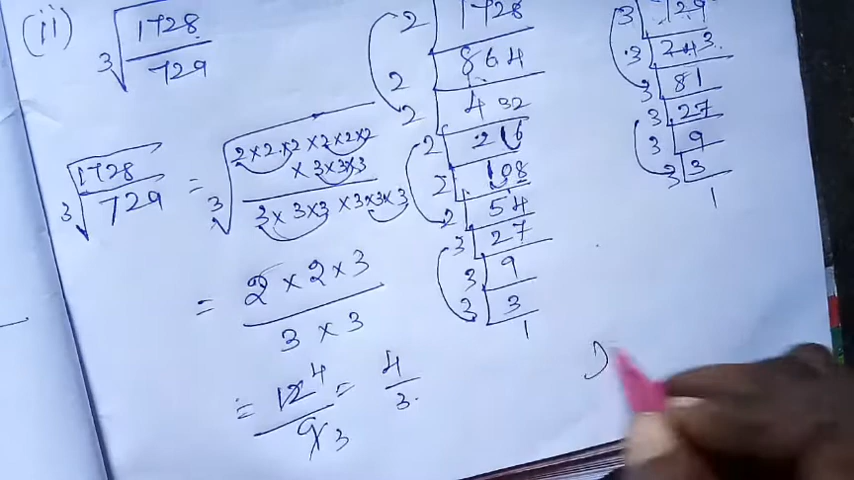 (ii) ∛(1728/729)
∛(1728/729) = ∛(2×2×2×2×2×2×3×3×3 / 3×3×3×3×3×3)
= 2×2×3 / 3×3
= 12/9 = 4/3
2 | 1728
2 | 864
2 | 432
2 | 216
2 | 108
2 | 54
3 | 27
3 | 9
3 | 3
1
3 | 729
3 | 243
3 | 81
3 | 27
3 | 9
3 | 3
1